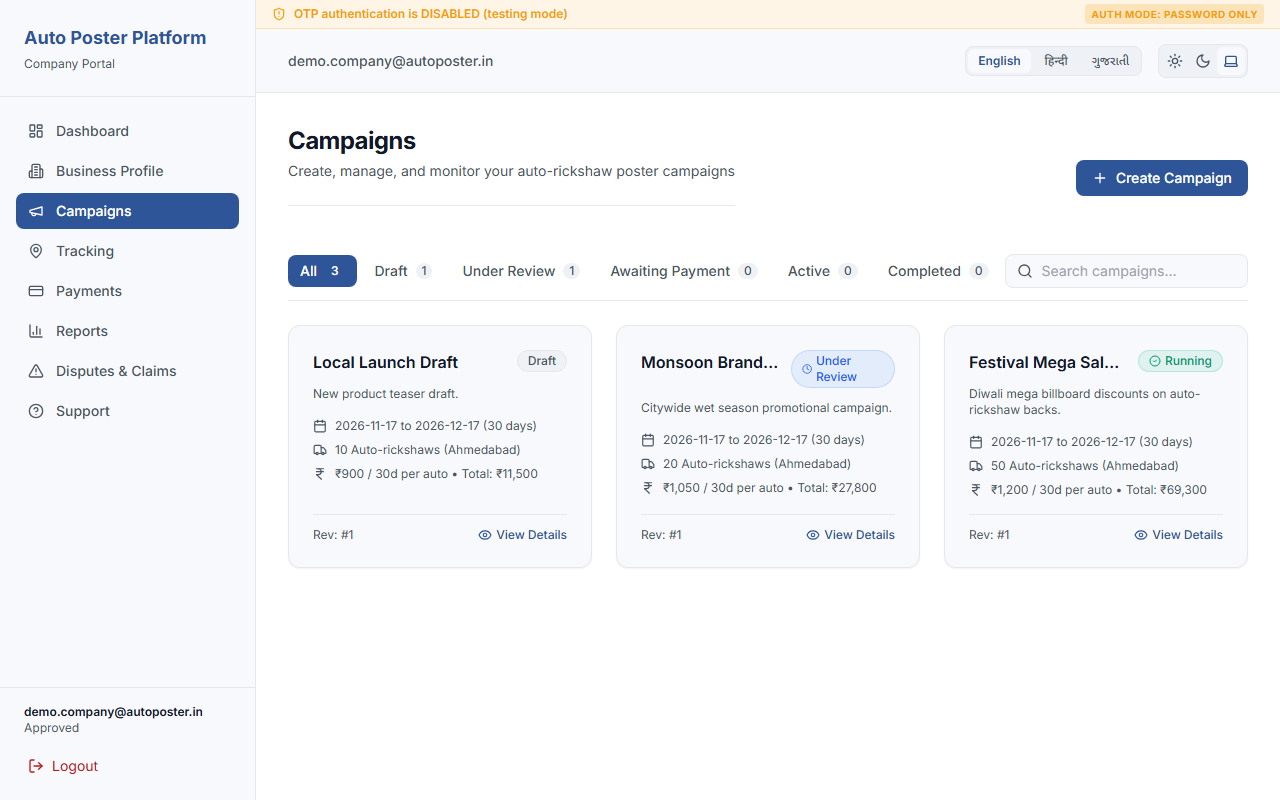 OTP authentication is DISABLED (testing mode)
AUTH MODE: PASSWORD ONLY
Auto Poster Platform
Company Portal
demo.company@autoposter.in
English
हिन्दी
ગુજરાતી
Dashboard
Business Profile
Campaigns
Tracking
Payments
Reports
Disputes & Claims
Support
demo.company@autoposter.in
Approved
Logout
Campaigns
Create, manage, and monitor your auto-rickshaw poster campaigns
Create Campaign
All 3
Draft 1
Under Review 1
Awaiting Payment 0
Active 0
Completed 0
Search campaigns...
Local Launch Draft
Draft
New product teaser draft.
2026-11-17 to 2026-12-17 (30 days)
10 Auto-rickshaws (Ahmedabad)
₹900 / 30d per auto • Total: ₹11,500
Rev: #1
View Details
Monsoon Brand...
Under
Review
Citywide wet season promotional campaign.
2026-11-17 to 2026-12-17 (30 days)
20 Auto-rickshaws (Ahmedabad)
₹1,050 / 30d per auto • Total: ₹27,800
Rev: #1
View Details
Festival Mega Sal...
Running
Diwali mega billboard discounts on auto-
rickshaw backs.
2026-11-17 to 2026-12-17 (30 days)
50 Auto-rickshaws (Ahmedabad)
₹1,200 / 30d per auto • Total: ₹69,300
Rev: #1
View Details